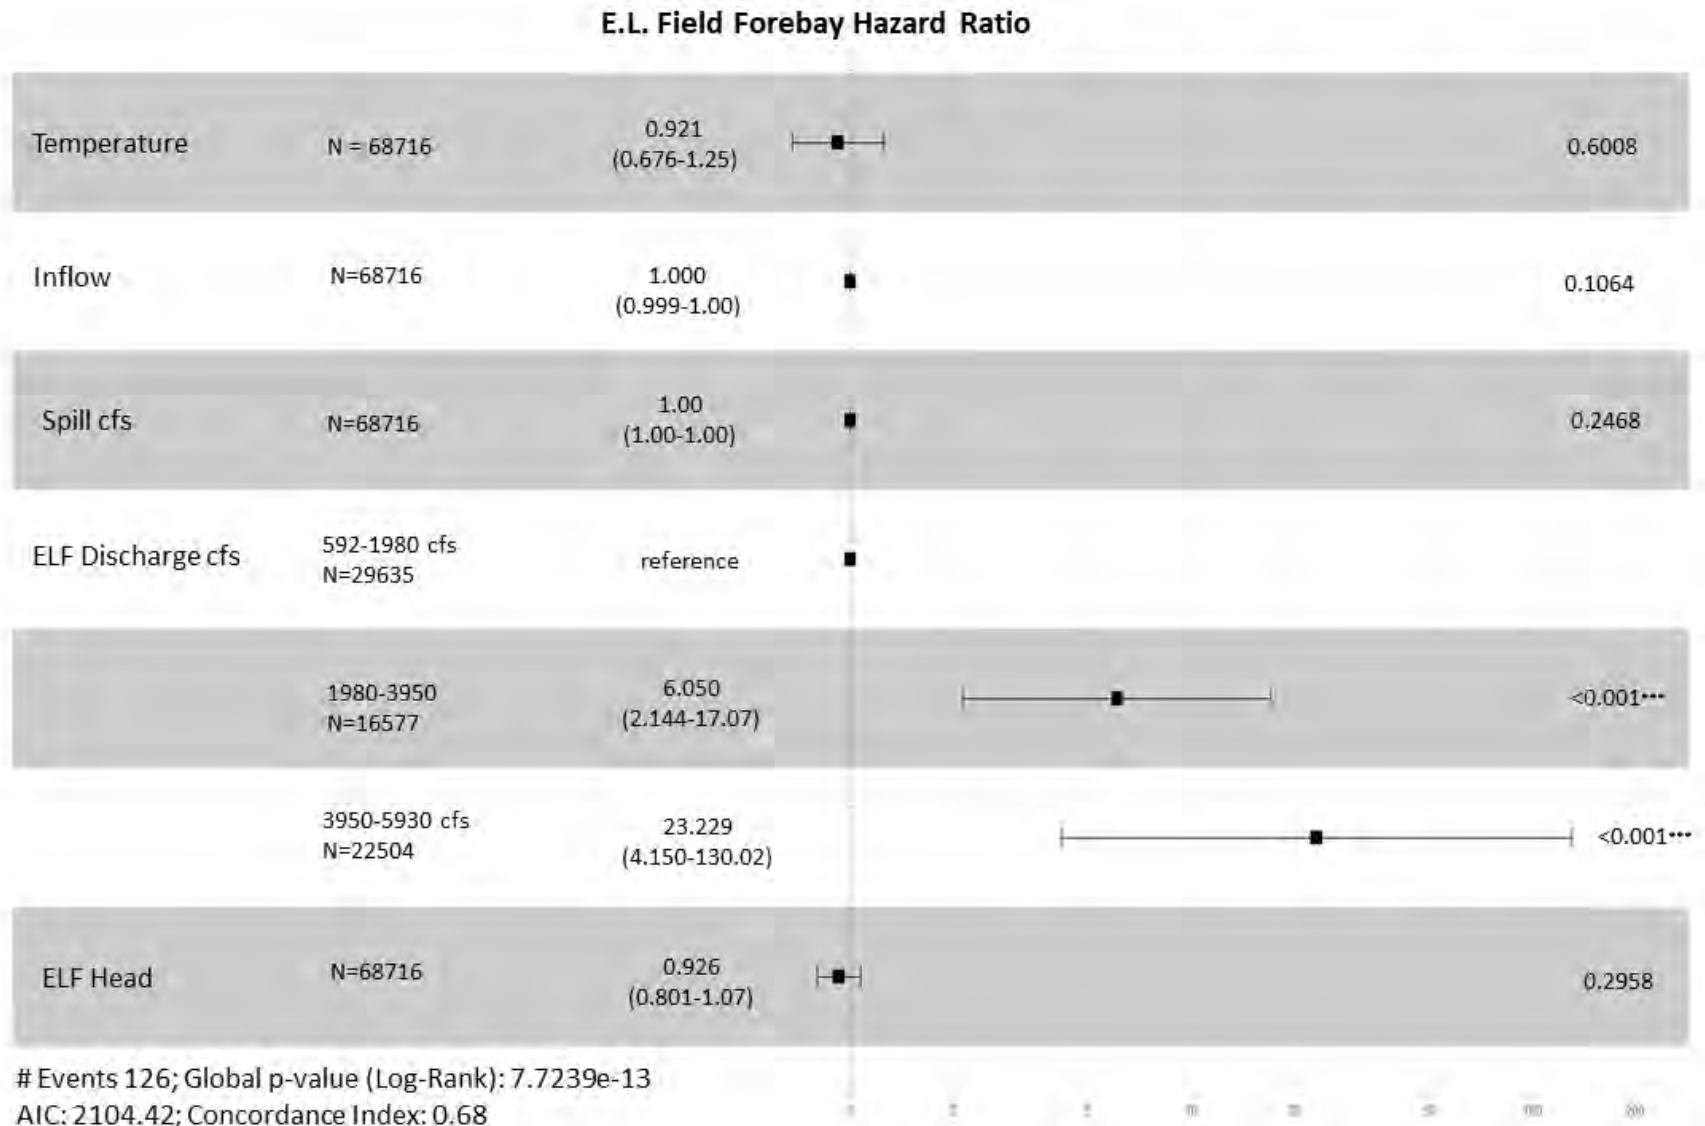 E.L. Field Forebay Hazard Ratio
Temperature
N = 68716
0.921
(0.676-1.25)
0.6008
Inflow
N=68716
1.000
(0.999-1.00)
0.1064
Spill cfs
N=68716
1.00
(1.00-1.00)
0.2468
ELF Discharge cfs
592-1980 cfs
N=29635
reference
1980-3950
N=16577
6.050
(2.144-17.07)
<0.001***
3950-5930 cfs
N=22504
23.229
(4.150-130.02)
<0.001***
ELF Head
N=68716
0.926
(0.801-1.07)
0.2958
# Events 126; Global p-value (Log-Rank): 7.7239e-13
AIC: 2104.42; Concordance Index: 0.68